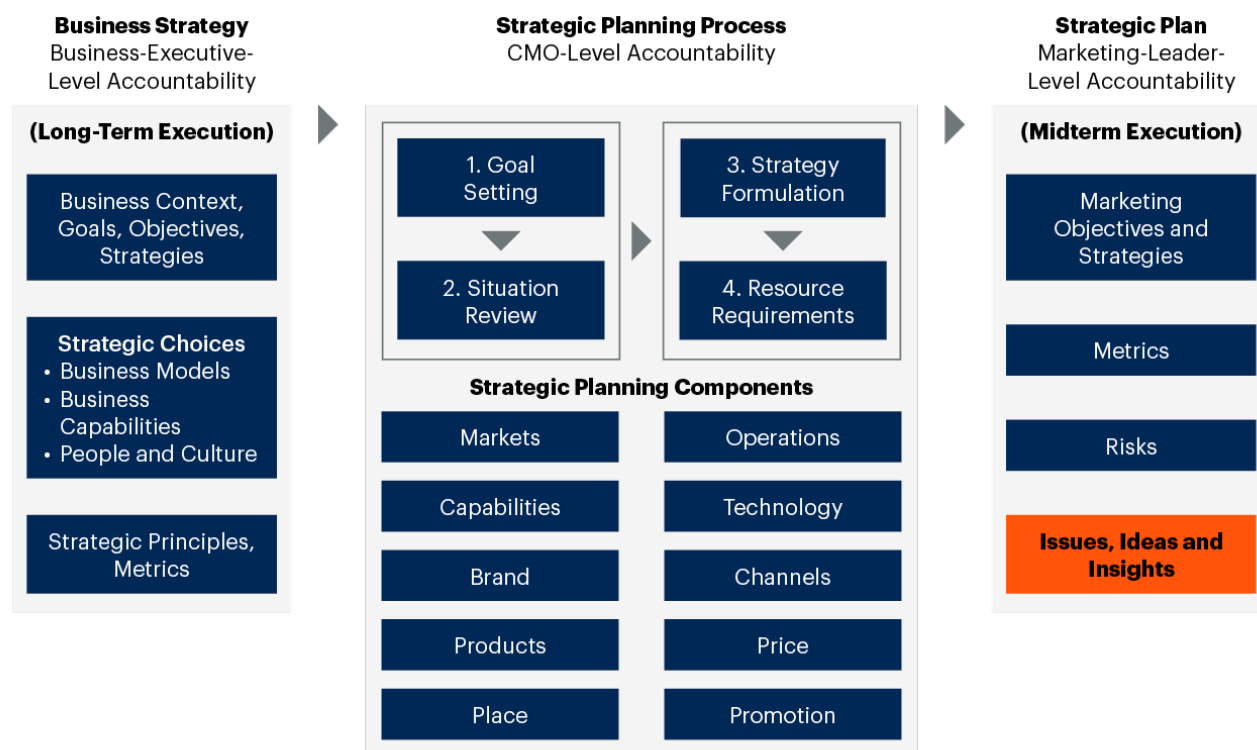 Business Strategy
Business-Executive-
Level Accountability
(Long-Term Execution)
Business Context,
Goals, Objectives,
Strategies
Strategic Choices
• Business Models
• Business
Capabilities
• People and Culture
Strategic Principles,
Metrics
Strategic Planning Process
CMO-Level Accountability
1. Goal
Setting
2. Situation
Review
3. Strategy
Formulation
4. Resource
Requirements
Strategic Planning Components
Markets
Operations
Capabilities
Technology
Brand
Channels
Products
Price
Place
Promotion
Strategic Plan
Marketing-Leader-
Level Accountability
(Midterm Execution)
Marketing
Objectives and
Strategies
Metrics
Risks
Issues, Ideas and
Insights